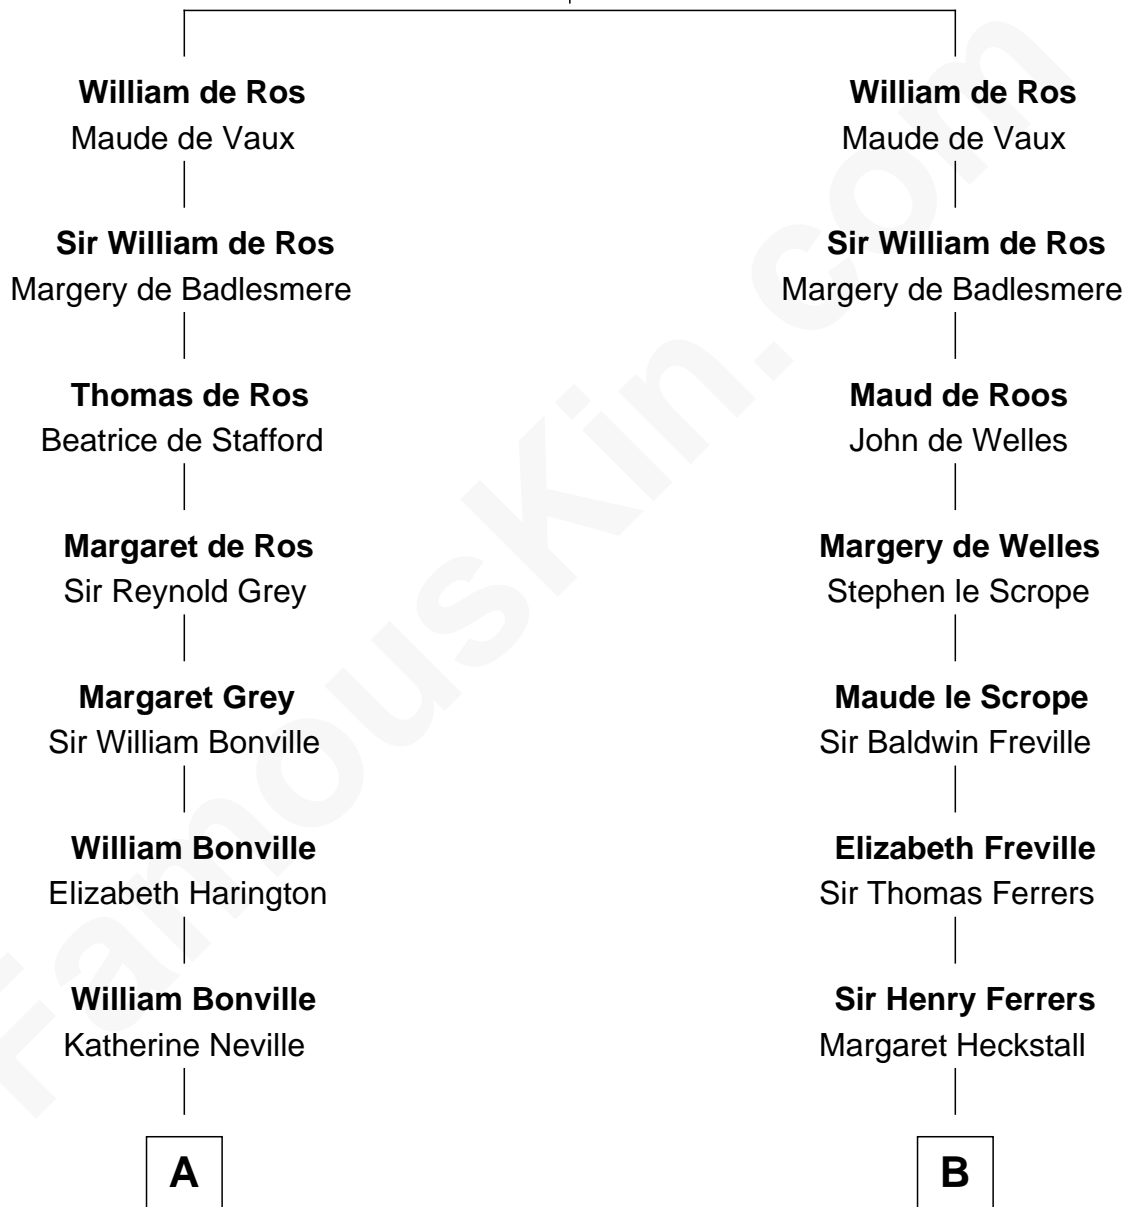 William de Ros
Maude de Vaux
Sir William de Ros
Margery de Badlesmere
Thomas de Ros
Beatrice de Stafford
Margaret de Ros
Sir Reynold Grey
Margaret Grey
Sir William Bonville
William Bonville
Elizabeth Harington
William Bonville
Katherine Neville
A
William de Ros
Maude de Vaux
Sir William de Ros
Margery de Badlesmere
Maud de Roos
John de Welles
Margery de Welles
Stephen le Scrope
Maude le Scrope
Sir Baldwin Freville
Elizabeth Freville
Sir Thomas Ferrers
Sir Henry Ferrers
Margaret Heckstall
B
FamousKin.com